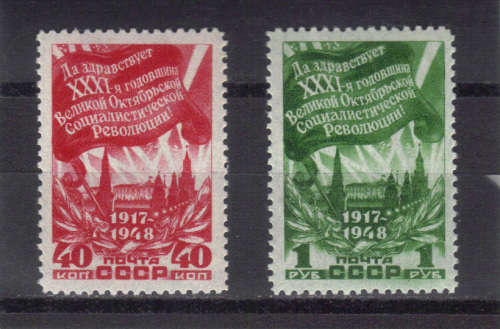 Да здравствует
XXXI-я годовщина
Великой Октябрьской
Социалистической
Революции!
1917-
1948
40 40
КОП ПОЧТА КОП.
СССР
Да здравствует
XXXI-я годовщина
Великой Октябрьской
Социалистической
Революции!
1917-
1948
1 1
РУБ. ПОЧТА РУБ.
СССР